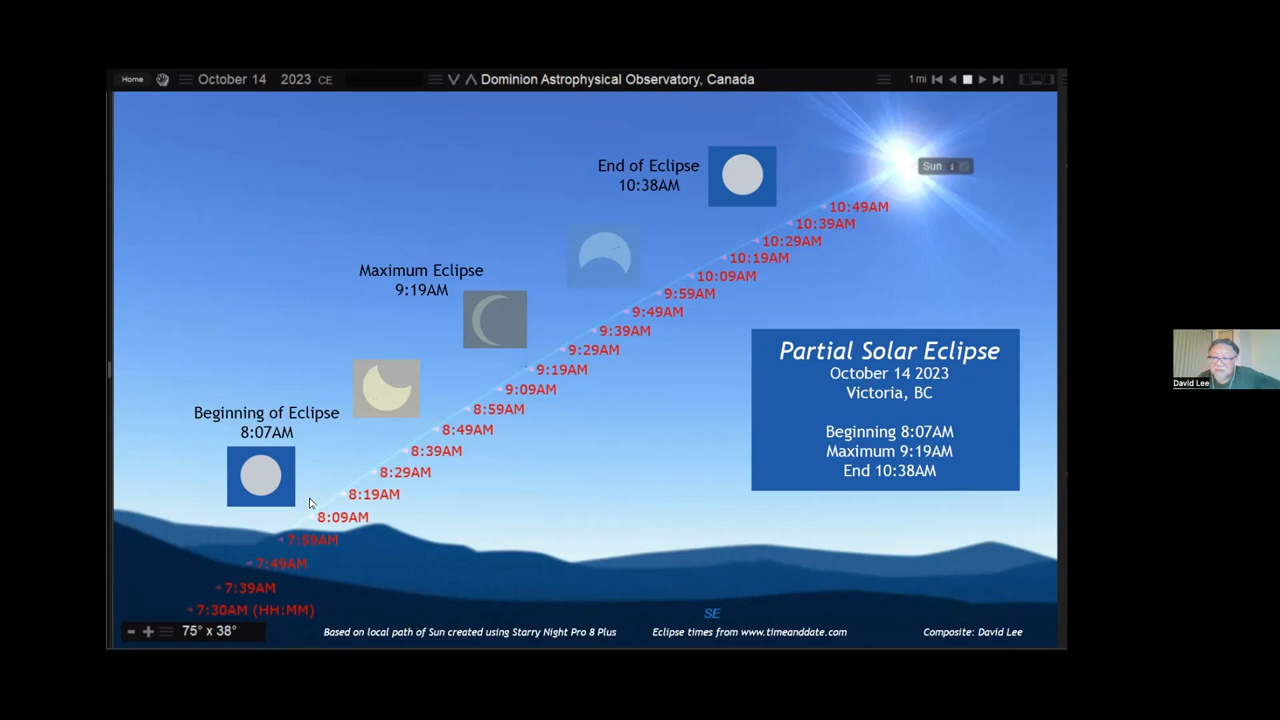 Home October 14 2023 CE Dominion Astrophysical Observatory, Canada 1 mi
End of Eclipse
10:38AM
Sun
10:49AM
10:39AM
10:29AM
10:19AM
10:09AM
9:59AM
9:49AM
9:39AM
9:29AM
9:19AM
9:09AM
8:59AM
8:49AM
8:39AM
8:29AM
8:19AM
8:09AM
7:59AM
7:49AM
7:39AM
7:30AM (HH:MM)
Maximum Eclipse
9:19AM
Beginning of Eclipse
8:07AM
Partial Solar Eclipse
October 14 2023
Victoria, BC
Beginning 8:07AM
Maximum 9:19AM
End 10:38AM
David Lee
SE
75° x 38°
Based on local path of Sun created using Starry Night Pro 8 Plus
Eclipse times from www.timeanddate.com
Composite: David Lee